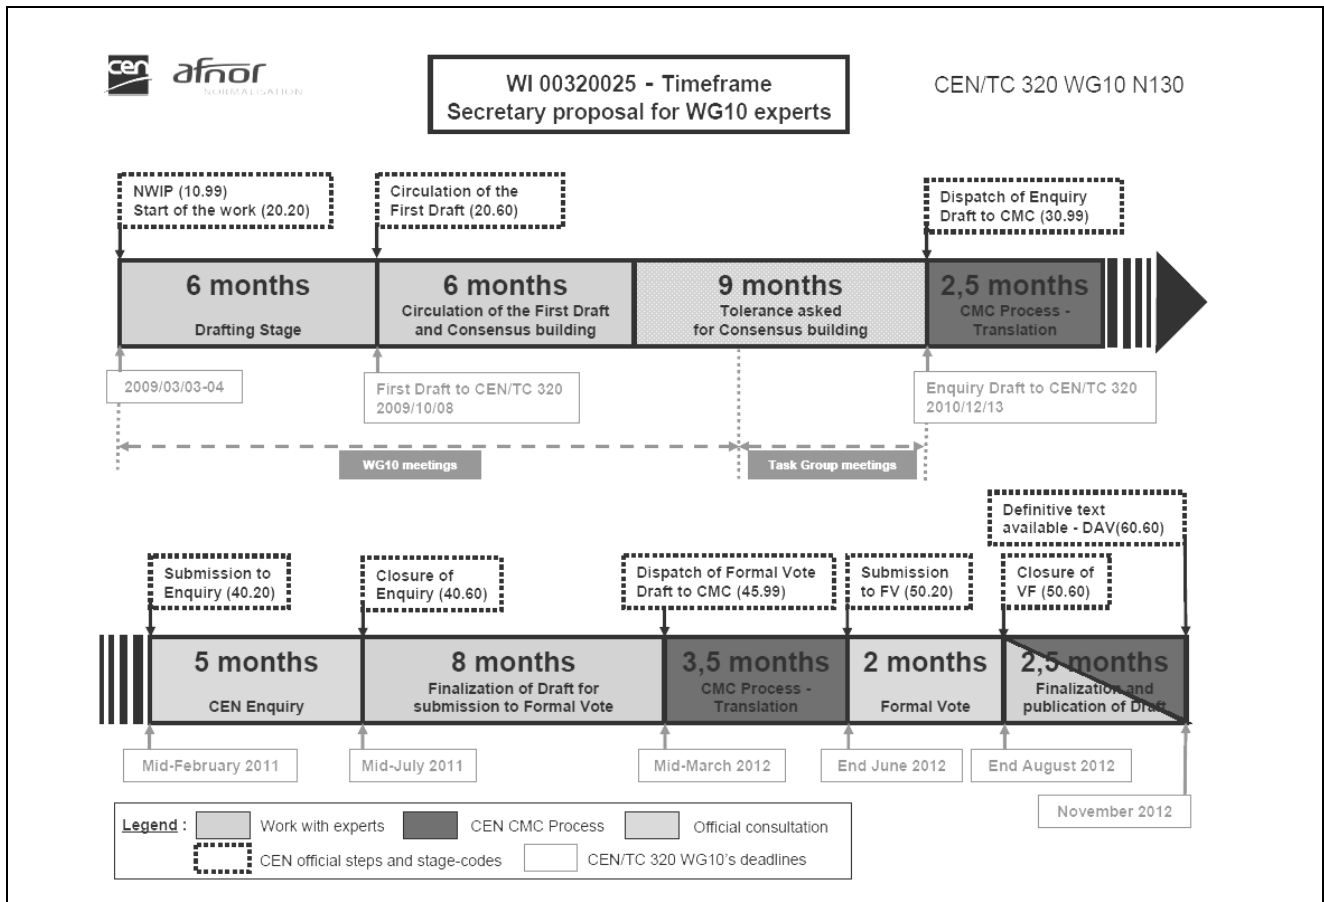 cen
afnor
NORMALISATION
WI 00320025 - Timeframe
Secretary proposal for WG10 experts
CEN/TC 320 WG10 N130
NWIP (10.99)
Start of the work (20.20)
Circulation of the
First Draft (20.60)
Dispatch of Enquiry
Draft to CMC (30.99)
6 months
Drafting Stage
6 months
Circulation of the First Draft
and Consensus building
9 months
Tolerance asked
for Consensus building
2,5 months
CMC Process -
Translation
2009/03/03-04
First Draft to CEN/TC 320
2009/10/08
Enquiry Draft to CEN/TC 320
2010/12/13
WG10 meetings
Task Group meetings
Definitive text
available - DAV(60.60)
Submission to
Enquiry (40.20)
Closure of
Enquiry (40.60)
Dispatch of Formal Vote
Draft to CMC (45.99)
Submission
to FV (50.20)
Closure of
VF (50.60)
5 months
CEN Enquiry
8 months
Finalization of Draft for
submission to Formal Vote
3,5 months
CMC Process -
Translation
2 months
Formal Vote
2,5 months
Finalization and
publication of Draft
Mid-February 2011
Mid-July 2011
Mid-March 2012
End June 2012
End August 2012
November 2012
Legend :
Work with experts
CEN CMC Process
Official consultation
CEN official steps and stage-codes
CEN/TC 320 WG10's deadlines